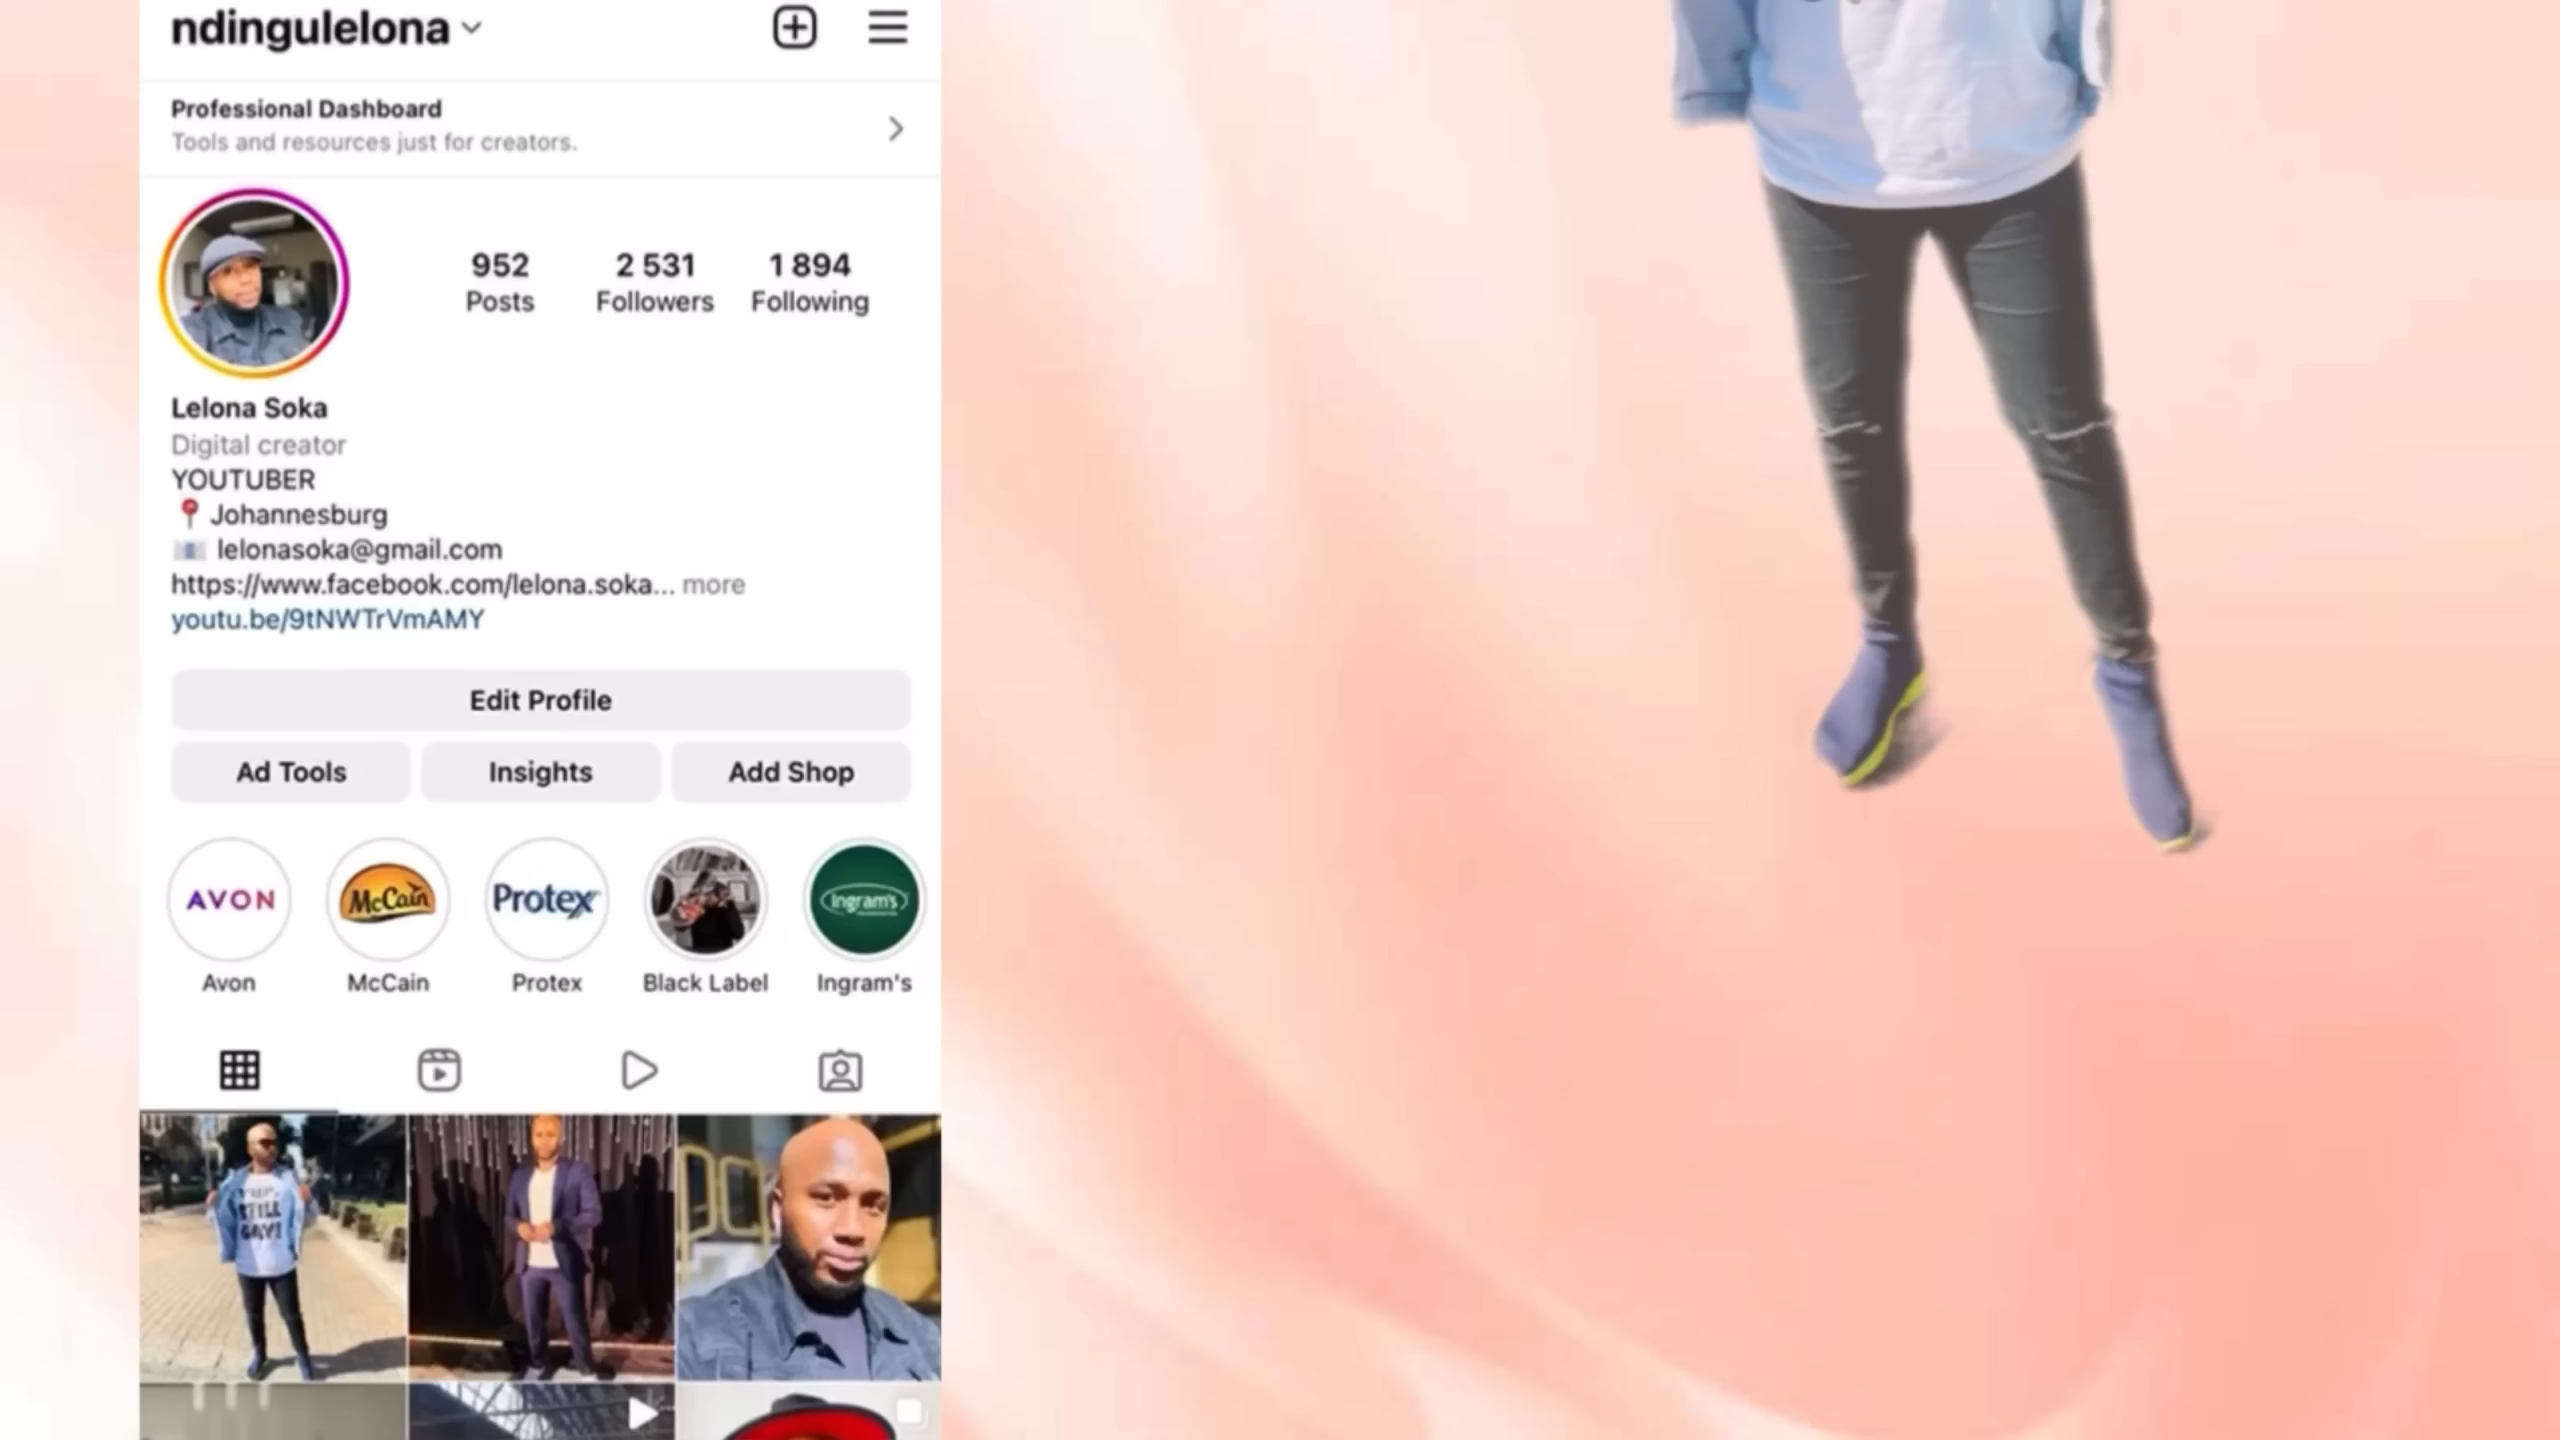 ndingulelona
Professional Dashboard
Tools and resources just for creators.
952
Posts
2 531
Followers
1 894
Following
Lelona Soka
Digital creator
YOUTUBER
📍 Johannesburg
📧 lelonasoka@gmail.com
https://www.facebook.com/lelona.soka... more
youtu.be/9tNWTrVmAMY
Edit Profile
Ad Tools
Insights
Add Shop
AVON
McCain
Protex
Ingram's
Avon
McCain
Protex
Black Label
Ingram's
STILL
GAY!